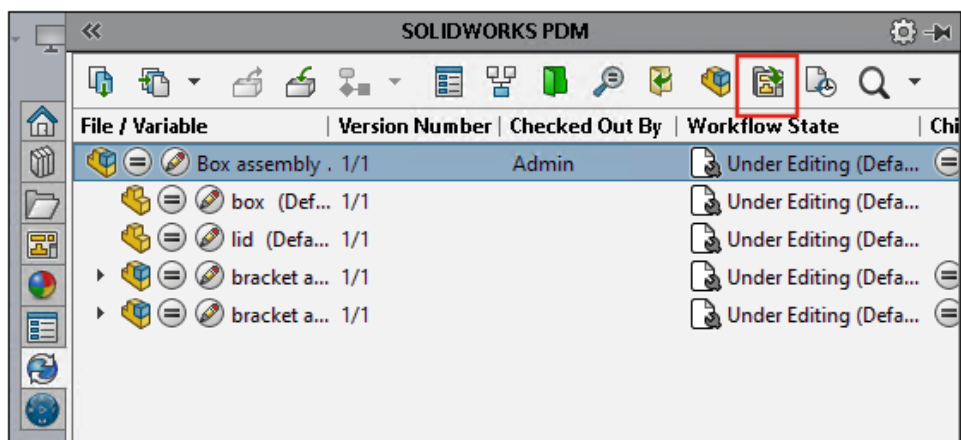 SOLIDWORKS PDM
File / Variable Version Number Checked Out By Workflow State Chi
Box assembly . 1/1 Admin Under Editing (Defa...
box (Def... 1/1 Under Editing (Defa...
lid (Defa... 1/1 Under Editing (Defa...
bracket a... 1/1 Under Editing (Defa...
bracket a... 1/1 Under Editing (Defa...